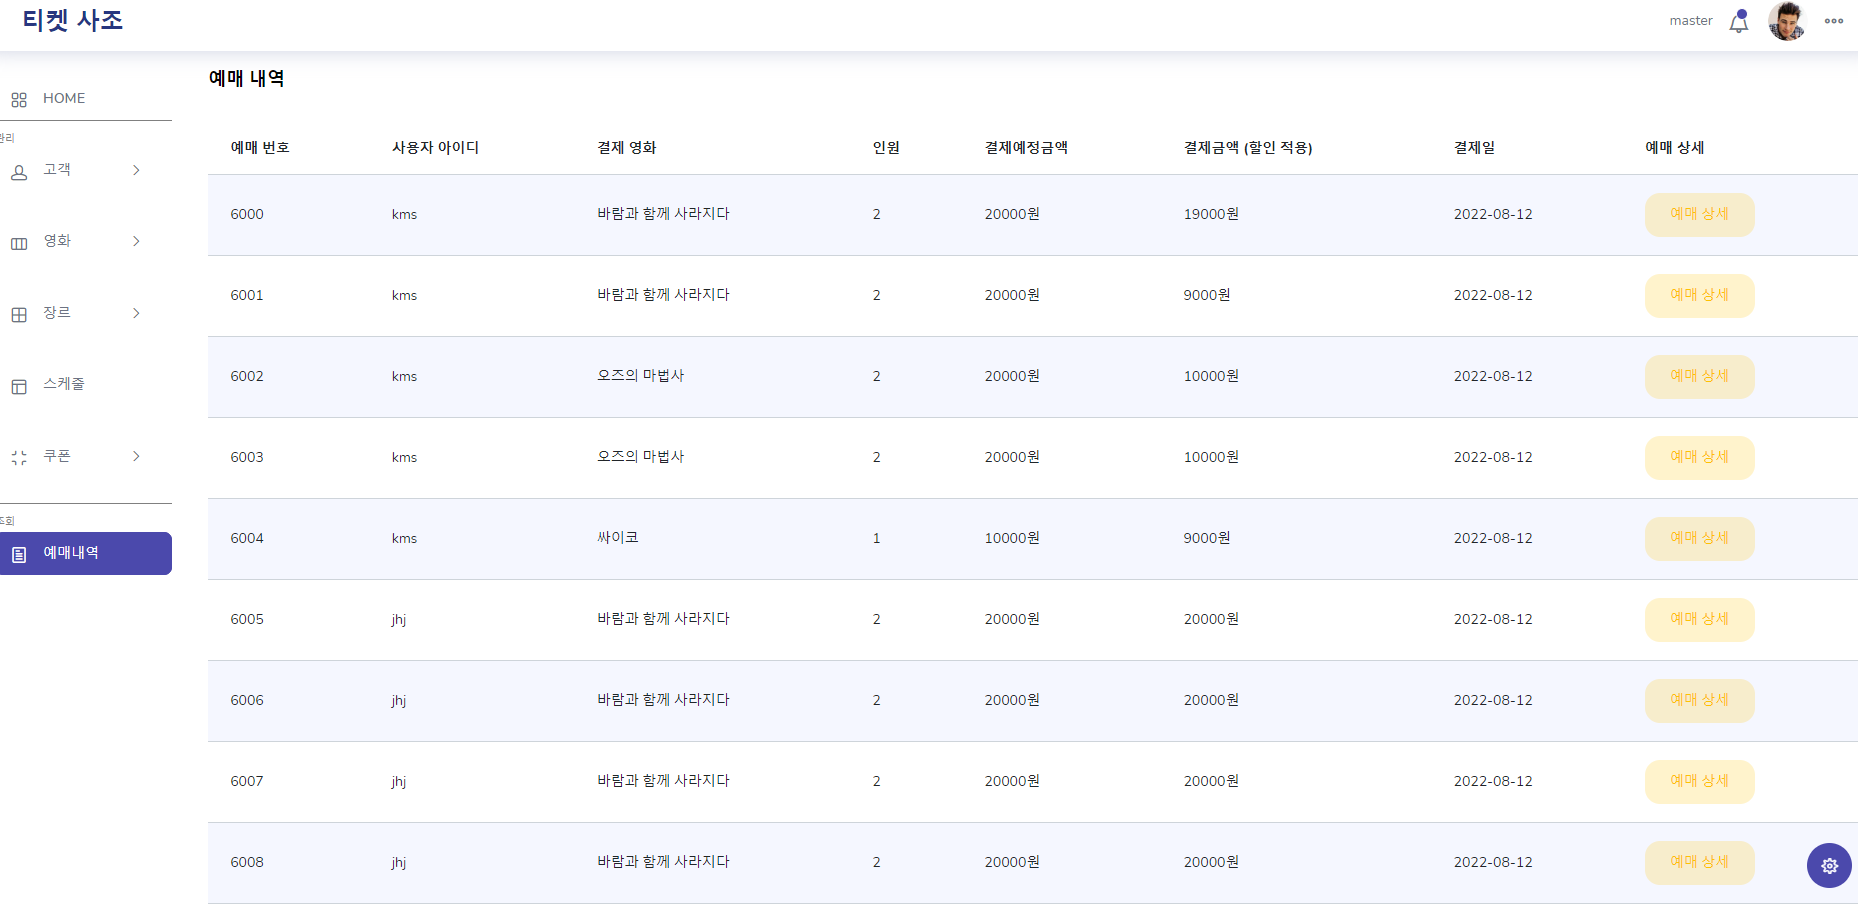 티켓 사조
master
HOME
관리
고객
영화
장르
스케줄
쿠폰
조회
예매내역
예매 내역
예매 번호 사용자 아이디 결제 영화 인원 결제예정금액 결제금액 (할인 적용) 결제일 예매 상세
6000 kms 바람과 함께 사라지다 2 20000원 19000원 2022-08-12 예매 상세
6001 kms 바람과 함께 사라지다 2 20000원 9000원 2022-08-12 예매 상세
6002 kms 오즈의 마법사 2 20000원 10000원 2022-08-12 예매 상세
6003 kms 오즈의 마법사 2 20000원 10000원 2022-08-12 예매 상세
6004 kms 싸이코 1 10000원 9000원 2022-08-12 예매 상세
6005 jhj 바람과 함께 사라지다 2 20000원 20000원 2022-08-12 예매 상세
6006 jhj 바람과 함께 사라지다 2 20000원 20000원 2022-08-12 예매 상세
6007 jhj 바람과 함께 사라지다 2 20000원 20000원 2022-08-12 예매 상세
6008 jhj 바람과 함께 사라지다 2 20000원 20000원 2022-08-12 예매 상세